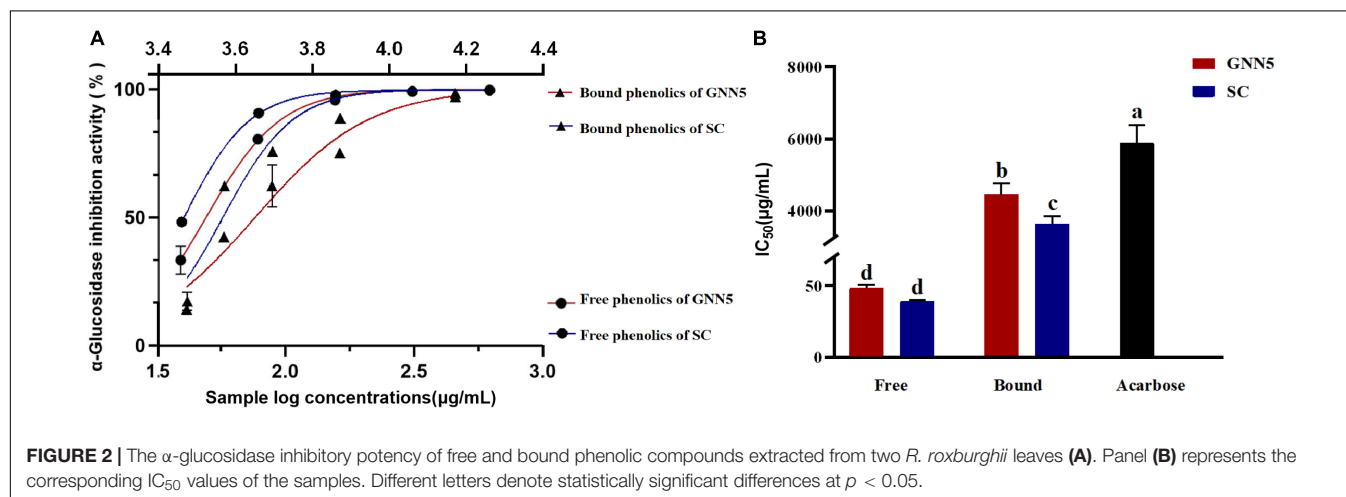 A
3.4 3.6 3.8 4.0 4.2 4.4
α-Glucosidase inhibition activity ( % )
100
50
0
1.5 2.0 2.5 3.0
Sample log concentrations(μg/mL)
Bound phenolics of GNN5
Bound phenolics of SC
Free phenolics of GNN5
Free phenolics of SC
B
GNN5
SC
IC50(μg/mL)
8000
6000
4000
50
0
d d b c a
Free Bound Acarbose
FIGURE 2 | The α-glucosidase inhibitory potency of free and bound phenolic compounds extracted from two R. roxburghii leaves (A). Panel (B) represents the
corresponding IC50 values of the samples. Different letters denote statistically significant differences at p < 0.05.